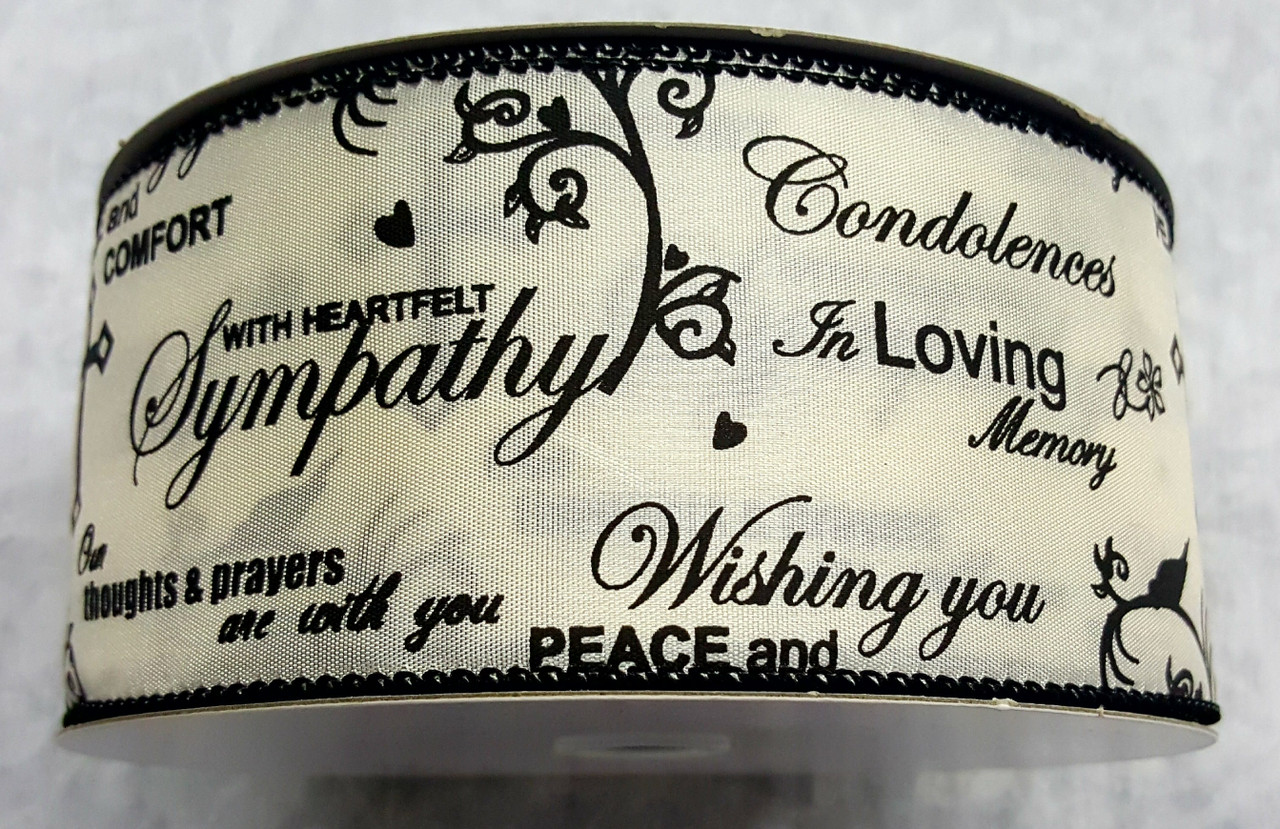 and
COMFORT
WITH HEARTFELT
Sympathy
Our
thoughts & prayers
are with you
Condolences
In Loving
Memory
Wishing you
PEACE and